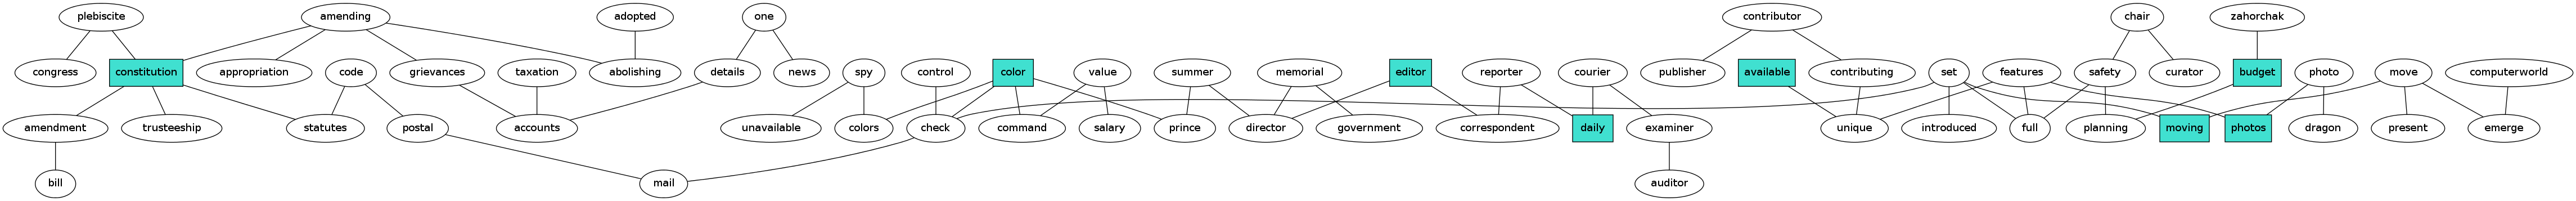 plebiscite
amending
adopted
one
contributor
chair
zahorchak
congress
constitution
appropriation
code
grievances
taxation
abolishing
details
news
spy
control
color
value
summer
memorial
editor
reporter
courier
publisher
available
contributing
set
features
safety
curator
budget
photo
move
computerworld
amendment
trusteeship
statutes
postal
accounts
unavailable
colors
check
command
salary
prince
director
government
correspondent
daily
examiner
unique
introduced
full
planning
moving
photos
dragon
present
emerge
bill
mail
auditor